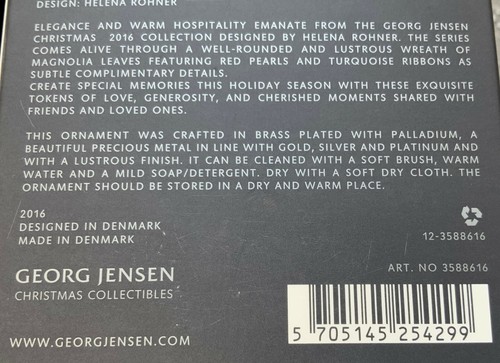 DESIGN: HELENA ROHNER
ELEGANCE AND WARM HOSPITALITY EMANATE FROM THE GEORG JENSEN
CHRISTMAS 2016 COLLECTION DESIGNED BY HELENA ROHNER. THE SERIES
COMES ALIVE THROUGH A WELL-ROUNDED AND LUSTROUS WREATH OF
MAGNOLIA LEAVES FEATURING RED PEARLS AND TURQUOISE RIBBONS AS
SUBTLE COMPLIMENTARY DETAILS.
CREATE SPECIAL MEMORIES THIS HOLIDAY SEASON WITH THESE EXQUISITE
TOKENS OF LOVE, GENEROSITY, AND CHERISHED MOMENTS SHARED WITH
FRIENDS AND LOVED ONES.
THIS ORNAMENT WAS CRAFTED IN BRASS PLATED WITH PALLADIUM, A
BEAUTIFUL PRECIOUS METAL IN LINE WITH GOLD, SILVER AND PLATINUM AND
WITH A LUSTROUS FINISH. IT CAN BE CLEANED WITH A SOFT BRUSH, WARM
WATER AND A MILD SOAP/DETERGENT. DRY WITH A SOFT DRY CLOTH. THE
ORNAMENT SHOULD BE STORED IN A DRY AND WARM PLACE.
2016
DESIGNED IN DENMARK
MADE IN DENMARK
12-3588616
GEORG JENSEN
CHRISTMAS COLLECTIBLES
ART. NO 3588616
WWW.GEORGJENSEN.COM
5 705145 254299